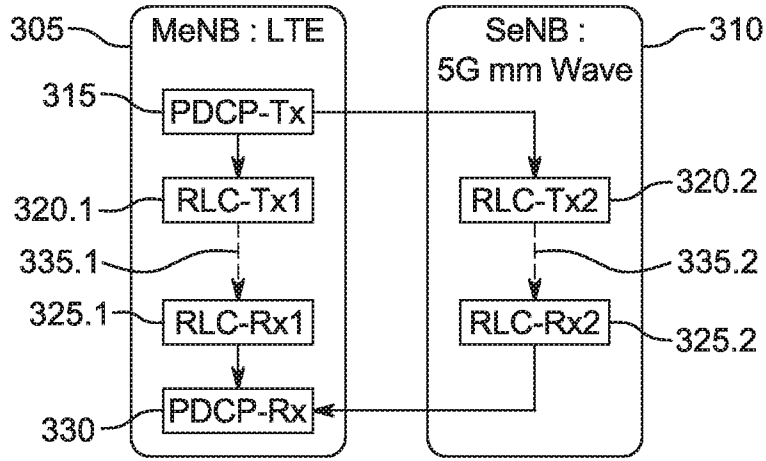 305 MeNB : LTE SeNB : 310
5G mm Wave
315 PDCP-Tx
320.1 RLC-Tx1 RLC-Tx2 320.2
335.1 335.2
325.1 RLC-Rx1 RLC-Rx2 325.2
330 PDCP-Rx